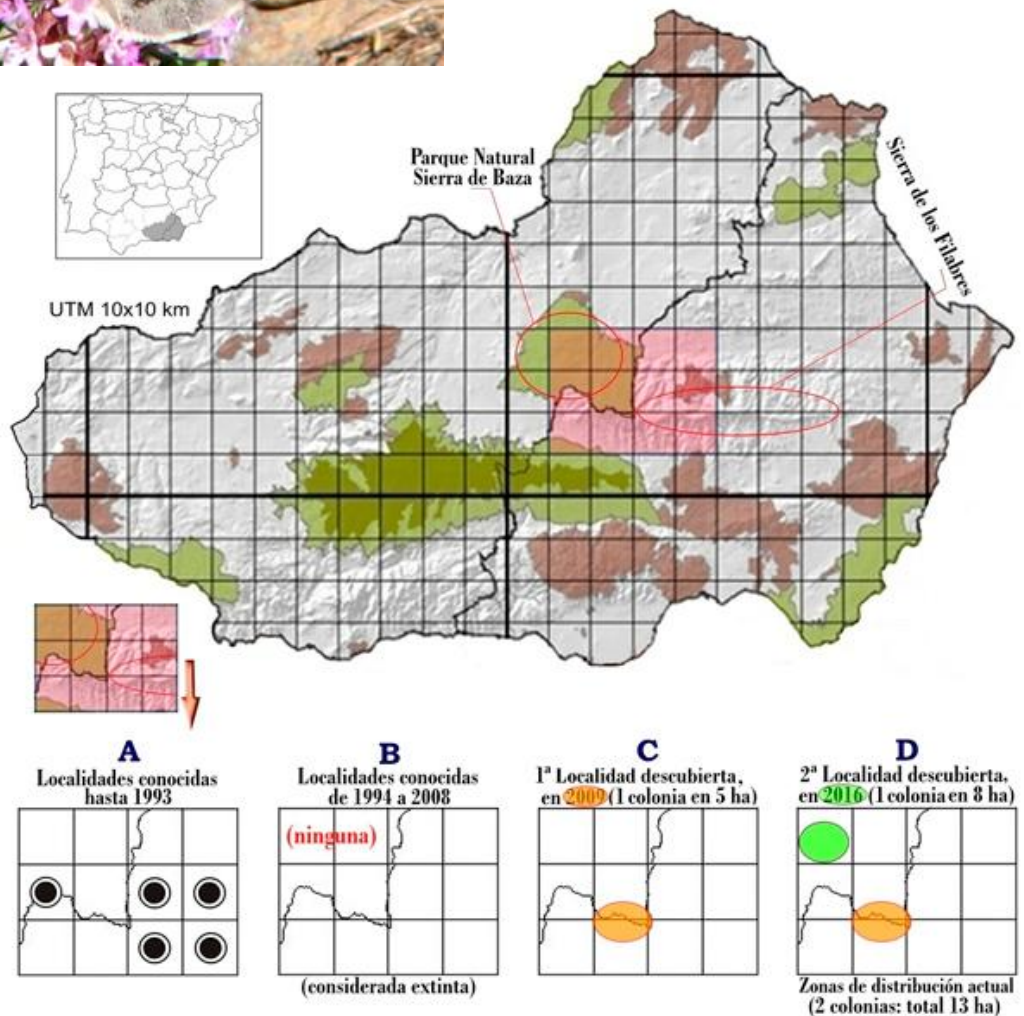 Parque Natural
Sierra de Baza
Sierra de los Filabres
UTM 10x10 km
A
Localidades conocidas
hasta 1993
B
Localidades conocidas
de 1994 a 2008
(ninguna)
(considerada extinta)
C
1ª Localidad descubierta,
en 2009 (1 colonia en 5 ha)
D
2ª Localidad descubierta,
en 2016 (1 colonia en 8 ha)
Zonas de distribución actual
(2 colonias: total 13 ha)